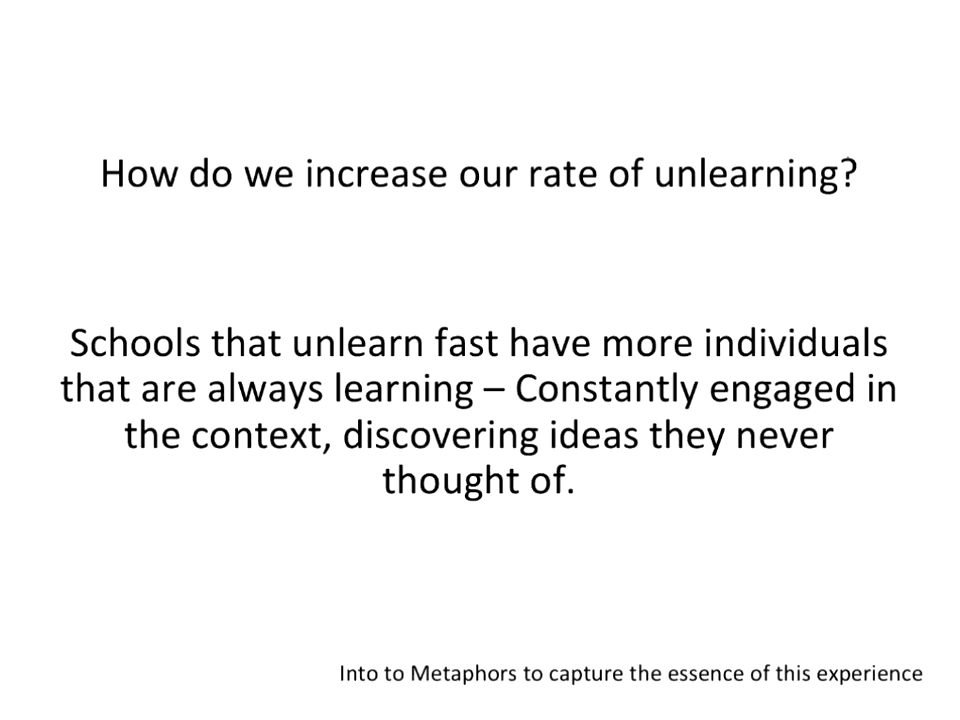 How do we increase our rate of unlearning?
Schools that unlearn fast have more individuals
that are always learning – Constantly engaged in
the context, discovering ideas they never
thought of.
Into to Metaphors to capture the essence of this experience